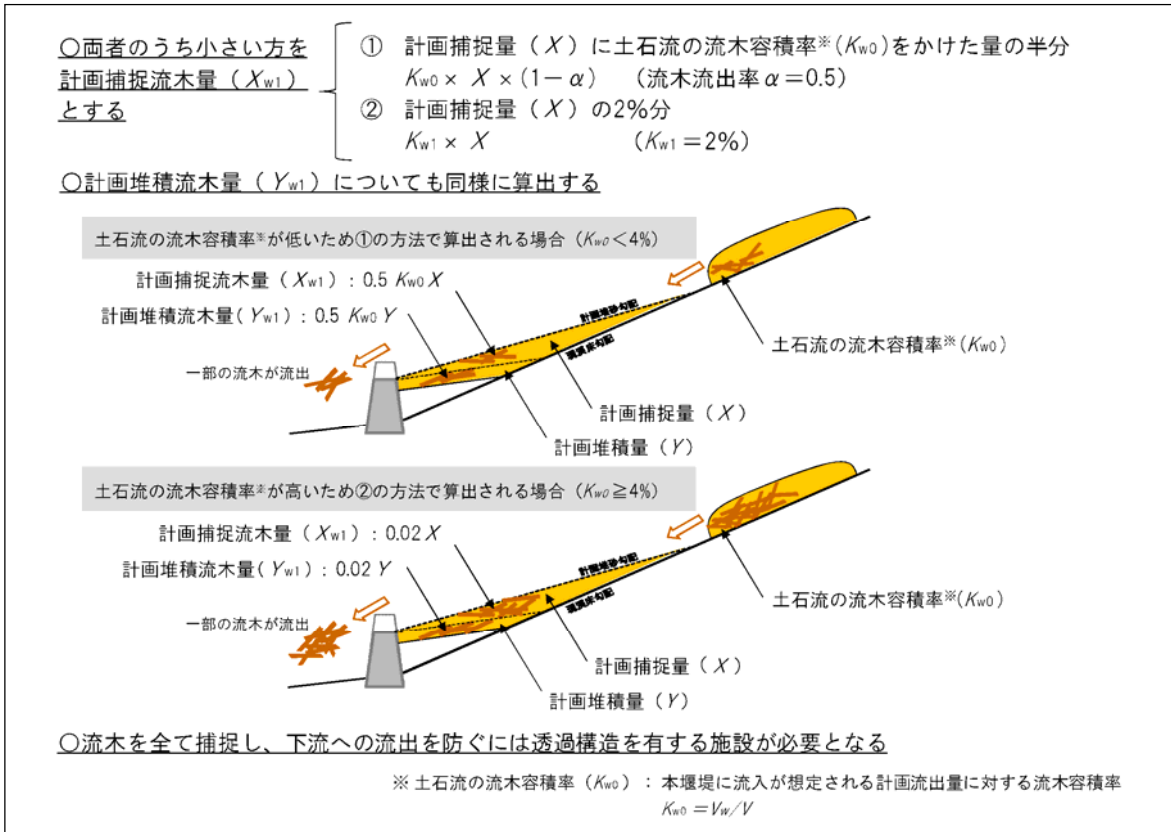 ○両者のうち小さい方を
計画捕捉流木量（Xw1）
とする
① 計画捕捉量（X）に土石流の流木容積率※(Kw0)をかけた量の半分
Kw0× X ×(1－α) （流木流出率α＝0.5）
② 計画捕捉量（X）の2%分
Kw1× X （Kw1＝2%）
○計画堆積流木量（Yw1）についても同様に算出する
土石流の流木容積率※が低いため①の方法で算出される場合（Kw0＜4%）
計画捕捉流木量（Xw1）: 0.5 Kw0 X
計画堆積流木量(Yw1) : 0.5 Kw0 Y
一部の流木が流出
計画堆砂勾配
現渓床勾配
土石流の流木容積率※(Kw0)
計画捕捉量（X）
計画堆積量（Y）
土石流の流木容積率※が高いため②の方法で算出される場合（Kw0≧4%）
計画捕捉流木量（Xw1）: 0.02 X
計画堆積流木量(Yw1) : 0.02 Y
一部の流木が流出
計画堆砂勾配
現渓床勾配
土石流の流木容積率※(Kw0)
計画捕捉量（X）
計画堆積量（Y）
○流木を全て捕捉し、下流への流出を防ぐには透過構造を有する施設が必要となる
※ 土石流の流木容積率（Kw0）: 本堰堤に流入が想定される計画流出量に対する流木容積率
Kw0＝Vw/V